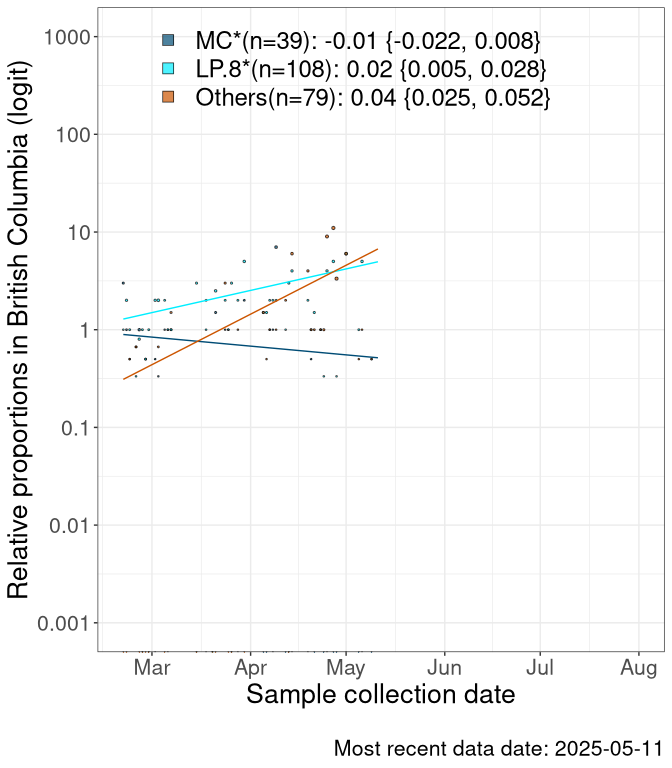 Relative proportions in British Columbia (logit)
MC*(n=39): -0.01 {-0.022, 0.008}
LP.8*(n=108): 0.02 {0.005, 0.028}
Others(n=79): 0.04 {0.025, 0.052}
1000
100
10
1
0.1
0.01
0.001
Mar Apr May Jun Jul Aug
Sample collection date
Most recent data date: 2025-05-11